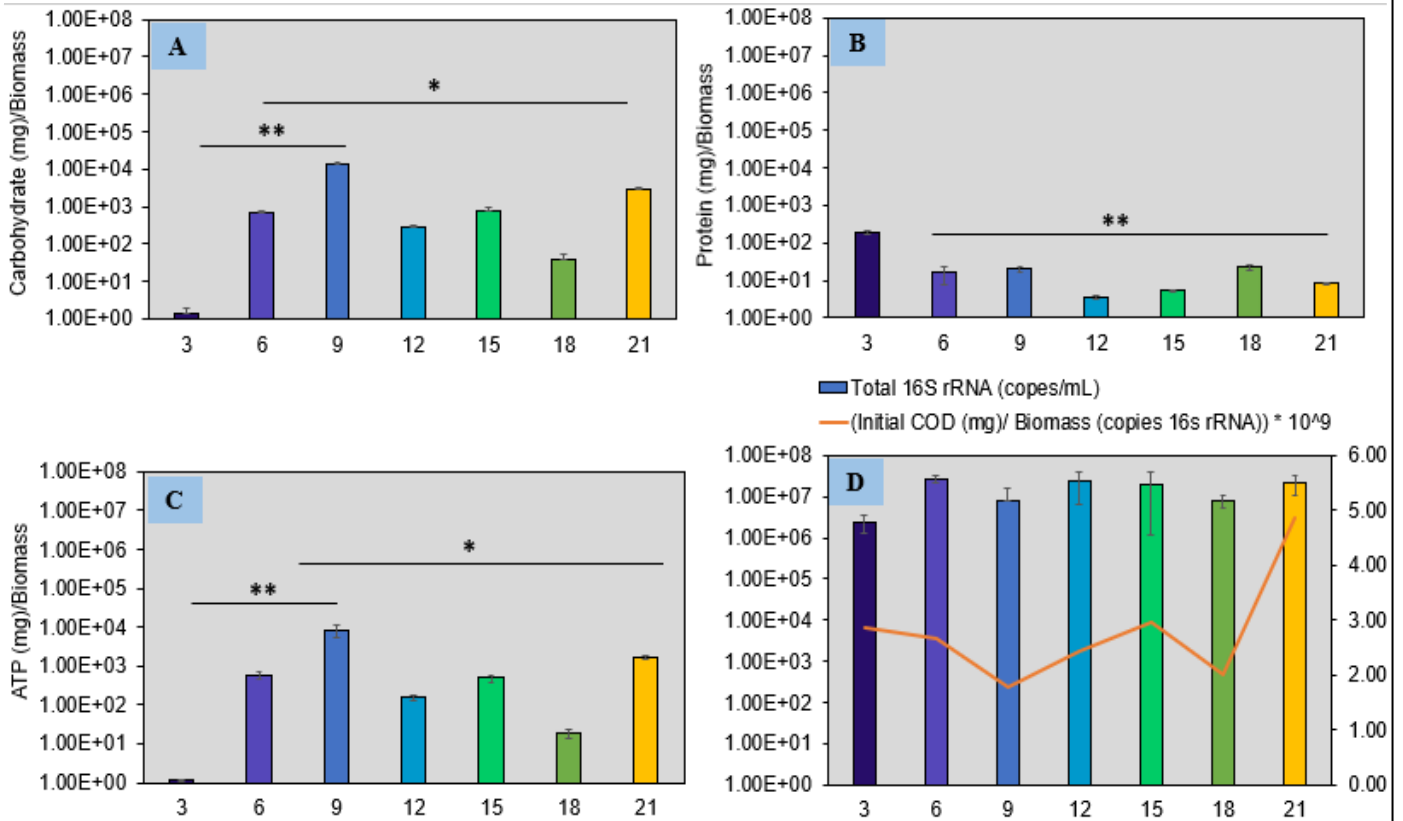 A
Carbohydrate (mg)/Biomass
1.00E+08
1.00E+07
1.00E+06
1.00E+05
1.00E+04
1.00E+03
1.00E+02
1.00E+01
1.00E+00
*
**
3 6 9 12 15 18 21
B
Protein (mg)/Biomass
1.00E+08
1.00E+07
1.00E+06
1.00E+05
1.00E+04
1.00E+03
1.00E+02
1.00E+01
1.00E+00
**
3 6 9 12 15 18 21
C
ATP (mg)/Biomass
1.00E+08
1.00E+07
1.00E+06
1.00E+05
1.00E+04
1.00E+03
1.00E+02
1.00E+01
1.00E+00
*
**
3 6 9 12 15 18 21
Total 16S rRNA (copes/mL)
(Initial COD (mg)/ Biomass (copies 16s rRNA)) * 10^9
D
1.00E+08
1.00E+07
1.00E+06
1.00E+05
1.00E+04
1.00E+03
1.00E+02
1.00E+01
1.00E+00
6.00
5.00
4.00
3.00
2.00
1.00
0.00
3 6 9 12 15 18 21